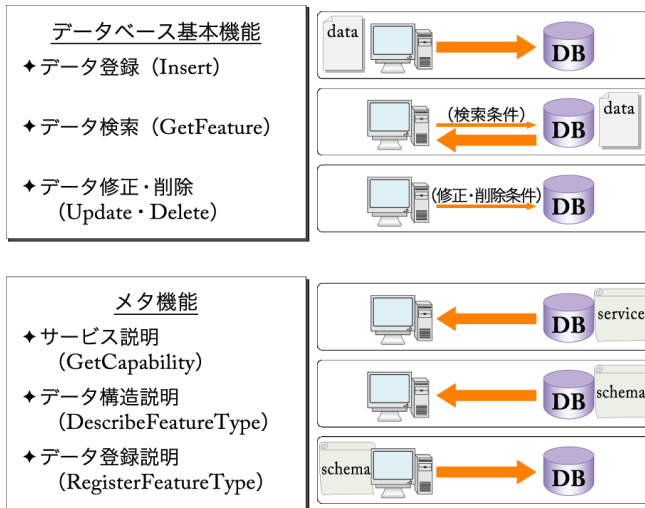 データベース基本機能
✦データ登録（Insert）
✦データ検索（GetFeature）
✦データ修正・削除
（Update・Delete）
data
DB
（検索条件）
DB
data
（修正・削除条件）
DB
メタ機能
✦サービス説明
（GetCapability）
✦データ構造説明
（DescribeFeatureType）
✦データ登録説明
（RegisterFeatureType）
DB
service
DB
schema
schema
DB